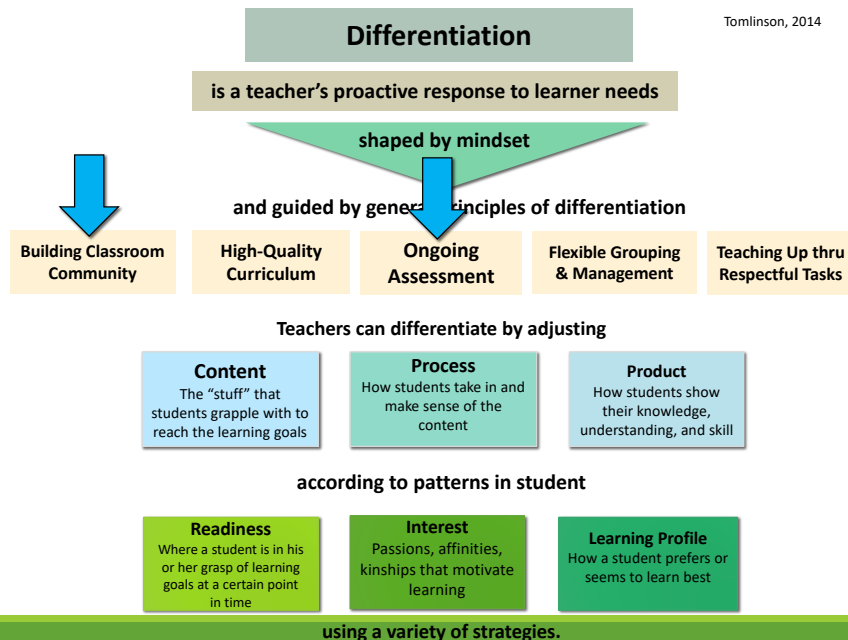 Differentiation
Tomlinson, 2014
is a teacher's proactive response to learner needs
shaped by mindset
and guided by general principles of differentiation
Building Classroom
Community
High-Quality
Curriculum
Ongoing
Assessment
Flexible Grouping
& Management
Teaching Up thru
Respectful Tasks
Teachers can differentiate by adjusting
Content
The “stuff” that
students grapple with to
reach the learning goals
Process
How students take in and
make sense of the
content
Product
How students show
their knowledge,
understanding, and skill
according to patterns in student
Readiness
Where a student is in his
or her grasp of learning
goals at a certain point
in time
Interest
Passions, affinities,
kinships that motivate
learning
Learning Profile
How a student prefers or
seems to learn best
using a variety of strategies.